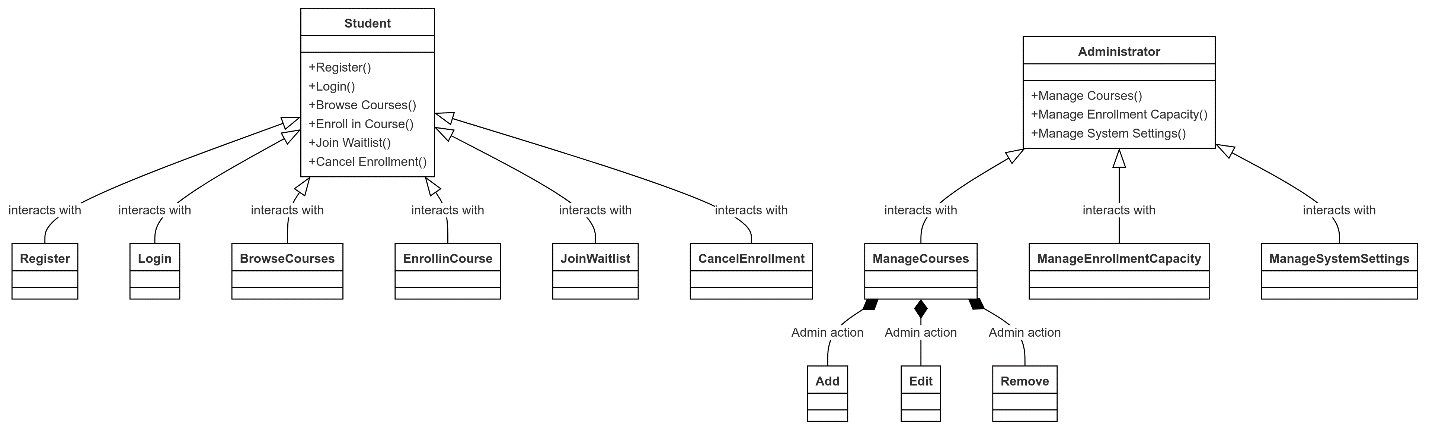 Student
+Register()
+Login()
+Browse Courses()
+Enroll in Course()
+Join Waitlist()
+Cancel Enrollment()
Administrator
+Manage Courses()
+Manage Enrollment Capacity()
+Manage System Settings()
interacts with
interacts with
interacts with
interacts with
interacts with
interacts with
interacts with
interacts with
interacts with
Register
Login
BrowseCourses
EnrollinCourse
JoinWaitlist
CancelEnrollment
ManageCourses
ManageEnrollmentCapacity
ManageSystemSettings
Admin action
Admin action
Admin action
Add
Edit
Remove